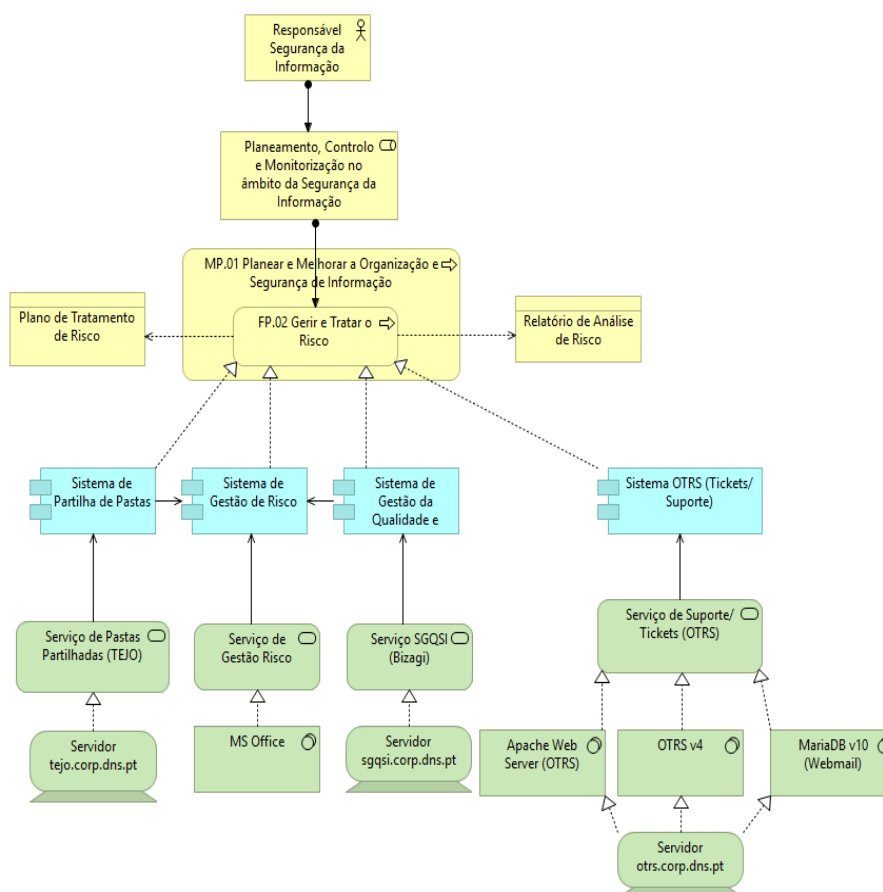 Responsável
Segurança da
Informação
Planeamento, Controlo
e Monitorização no
âmbito da Segurança da
Informação
MP.01 Planear e Melhorar a Organização e
Segurança de Informação
Plano de Tratamento
de Risco
FP.02 Gerir e Tratar o
Risco
Relatório de Análise
de Risco
Sistema de
Partilha de Pastas
Sistema de
Gestão de Risco
Sistema de
Gestão da
Qualidade e
Sistema OTRS (Tickets/
Suporte)
Serviço de Pastas
Partilhadas (TEJO)
Serviço de
Gestão Risco
Serviço SGQSI
(Bizagi)
Serviço de Suporte/
Tickets (OTRS)
Servidor
tejo.corp.dns.pt
MS Office
Servidor
sgqsi.corp.dns.pt
Apache Web
Server (OTRS)
OTRS v4
MariaDB v10
(Webmail)
Servidor
otrs.corp.dns.pt